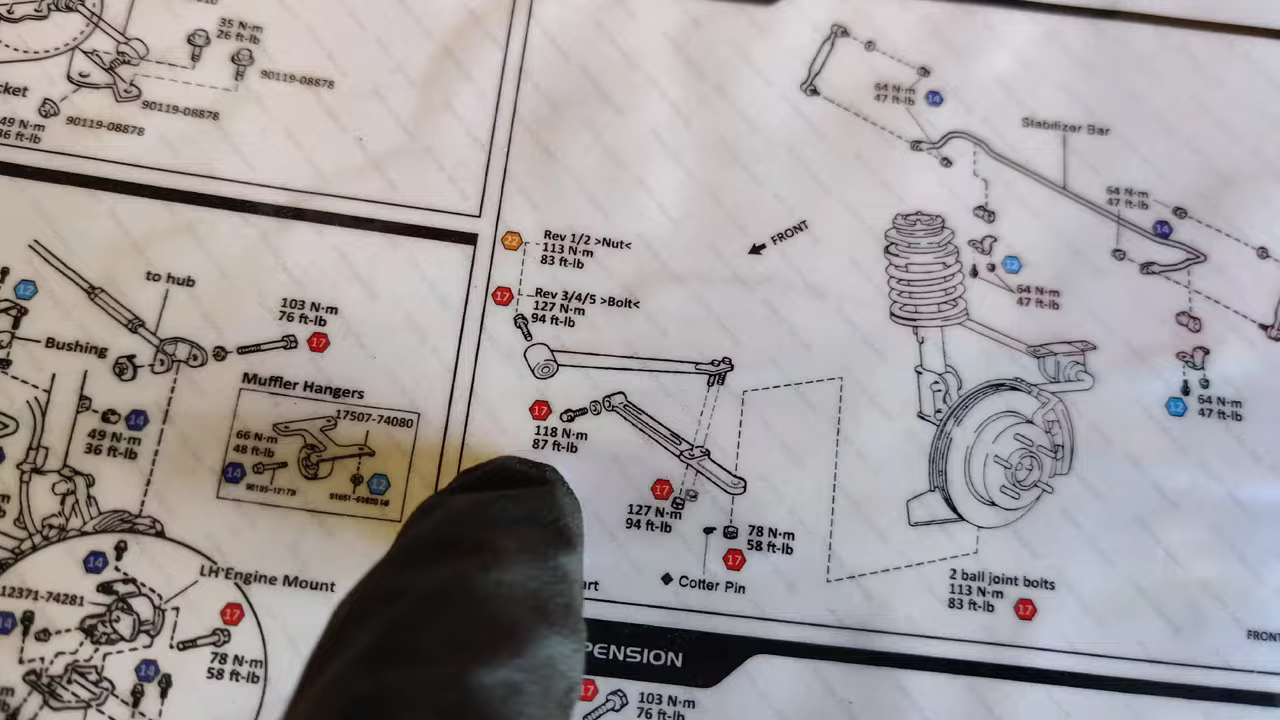 35 N·m
26 ft-lb
90119-08878
90119-08878
90119-08878
cket
49 N·m
36 ft-lb
to hub
103 N·m
76 ft-lb
17
12
Bushing
14
49 N·m
36 ft-lb
Muffler Hangers
17507-74080
66 N·m
48 ft-lb
14
12
14
LH Engine Mount
12371-74281
14
17
78 N·m
58 ft-lb
14
64 N·m
47 ft-lb
14
Stabilizer Bar
64 N·m
47 ft-lb
14
FRONT
22
Rev 1/2 >Nut<
113 N·m
83 ft-lb
17
Rev 3/4/5 >Bolt<
127 N·m
94 ft-lb
12
64 N·m
47 ft-lb
17
118 N·m
87 ft-lb
12
64 N·m
47 ft-lb
17
127 N·m
94 ft-lb
78 N·m
58 ft-lb
17
Cotter Pin
art
2 ball joint bolts
113 N·m
83 ft-lb
17
FRONT
PENSION
17
103 N·m
76 ft-lb